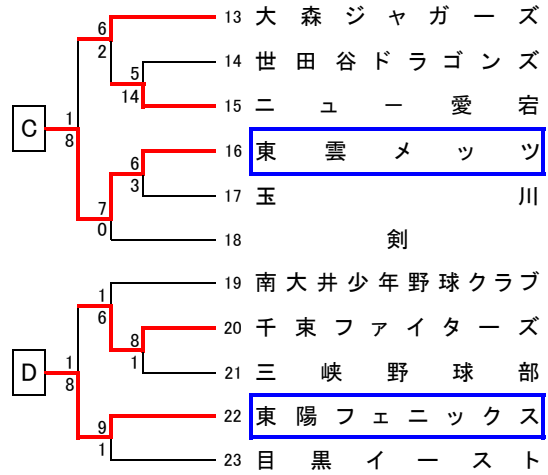 6 13 大森ジャガーズ
2
5 14 世田谷ドラゴンズ
14 15 ニュー愛宕
C 1
8
6 16 東雲メッツ
3 17 玉川
7
0 18 剣
1 19 南大井少年野球クラブ
6
8 20 千束ファイターズ
1 21 三峡野球部
D 1
8
9 22 東陽フェニックス
1 23 目黒イースト